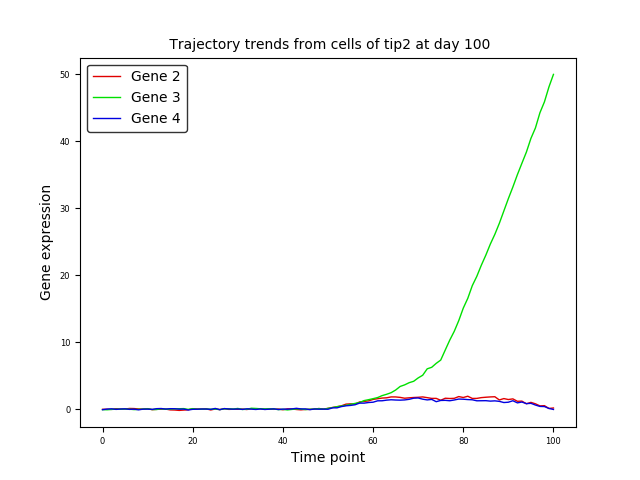 Trajectory trends from cells of tip2 at day 100
Gene 2
Gene 3
Gene 4
50
40
30
20
10
0
Gene expression
0 20 40 60 80 100
Time point